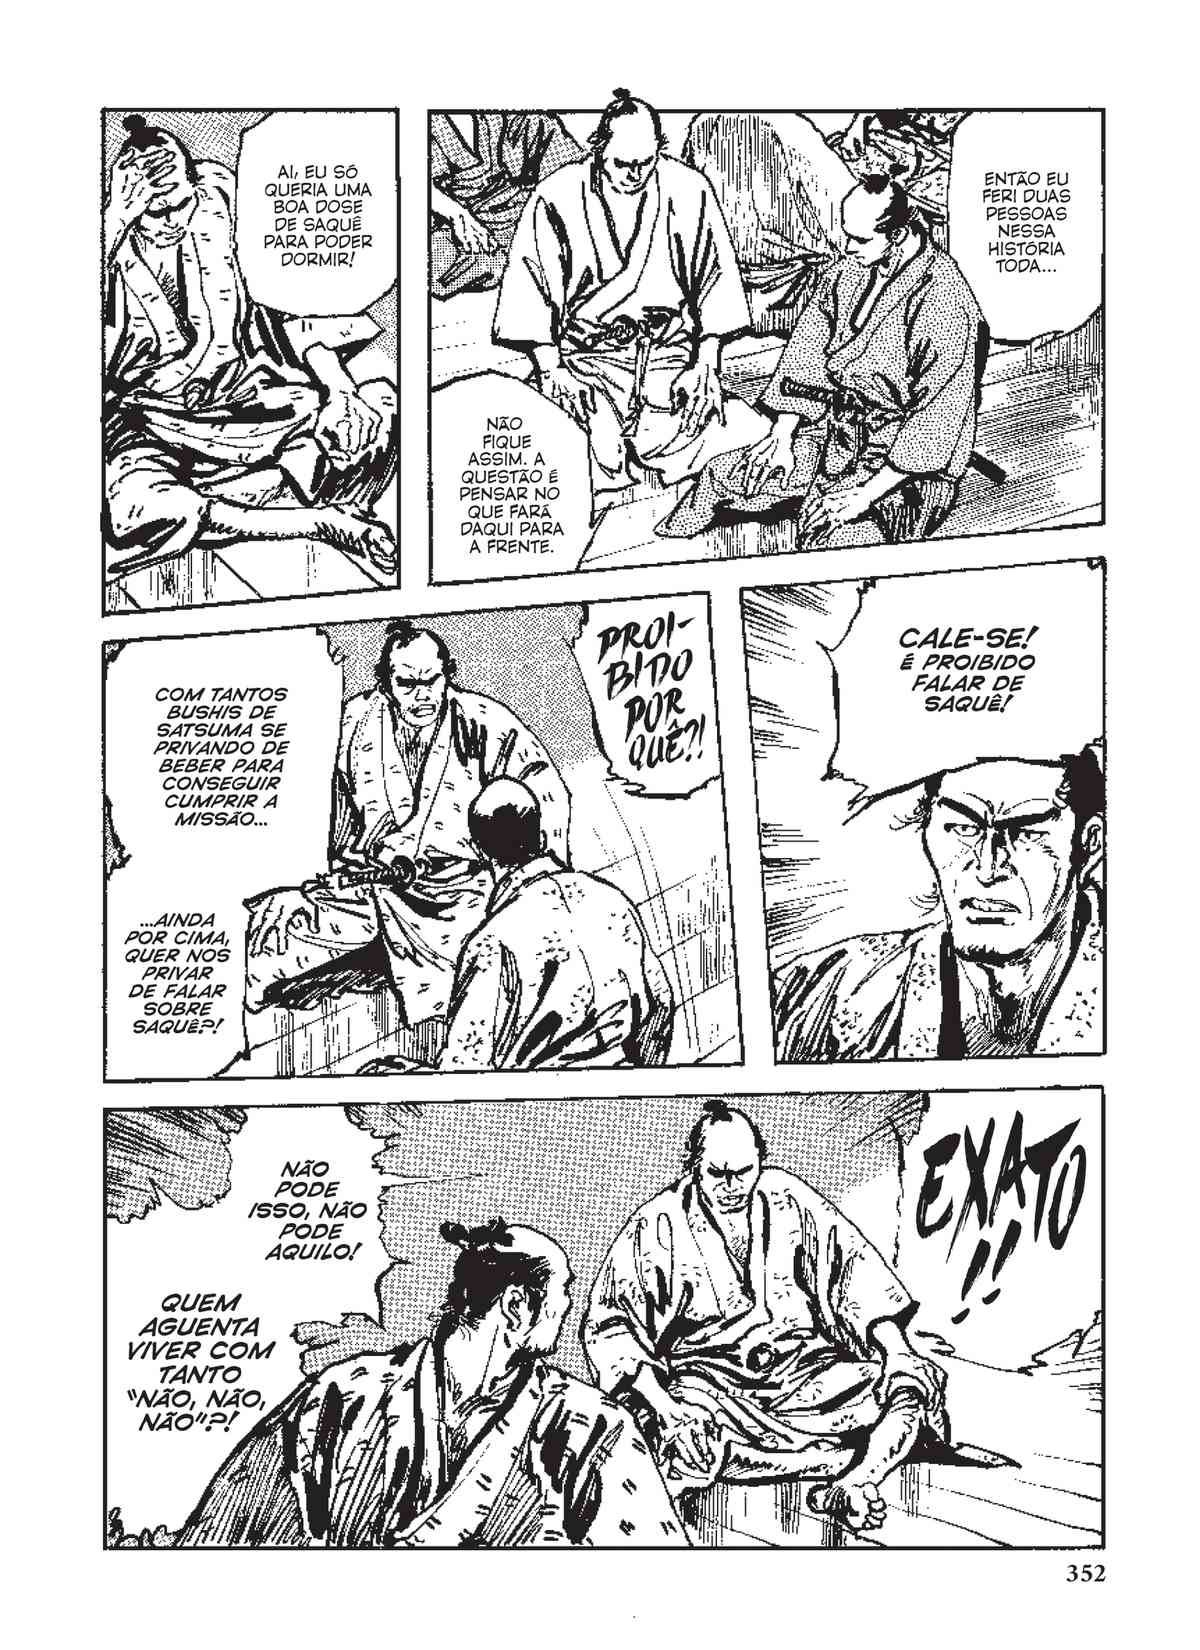 ENTÃO EU
FERI DUAS
PESSOAS
NESSA
HISTÓRIA
TODA...
NÃO
FIQUE
ASSIM. A
QUESTÃO É
PENSAR NO
QUE FARÁ
DAQUI PARA
A FRENTE.
AI, EU SÓ
QUERIA UMA
BOA DOSE
DE SAQUÊ
PARA PODER
DORMIR!
CALE-SE!
É PROIBIDO
FALAR DE
SAQUÊ!
PROI-
BIDO
POR
QUÊ?!
COM TANTOS
BUSHIS DE
SATSUMA SE
PRIVANDO DE
BEBER PARA
CONSEGUIR
CUMPRIR A
MISSÃO...
...AINDA
POR CIMA,
QUER NOS
PRIVAR
DE FALAR
SOBRE
SAQUÊ?!
EXATO
!!
NÃO
PODE
ISSO, NÃO
PODE
AQUILO!
QUEM
AGUENTA
VIVER COM
TANTO
“NÃO, NÃO,
NÃO”?!
352